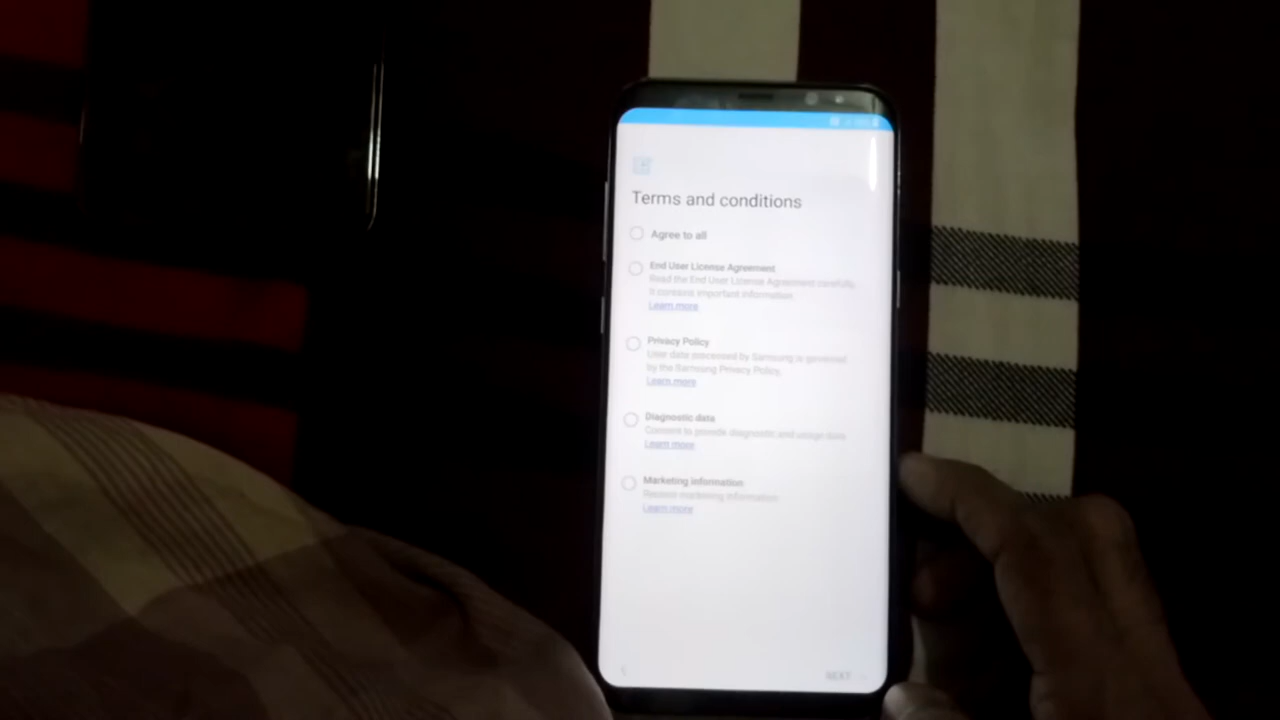 Terms and conditions
Agree to all
End User License Agreement
Read the End User License Agreement carefully.
It contains important information.
Learn more
Privacy Policy
User data processed by Samsung is governed
by the Samsung Privacy Policy.
Learn more
Diagnostic data
Consent to provide diagnostic and usage data.
Learn more
Marketing information
Receive marketing information.
Learn more
NEXT